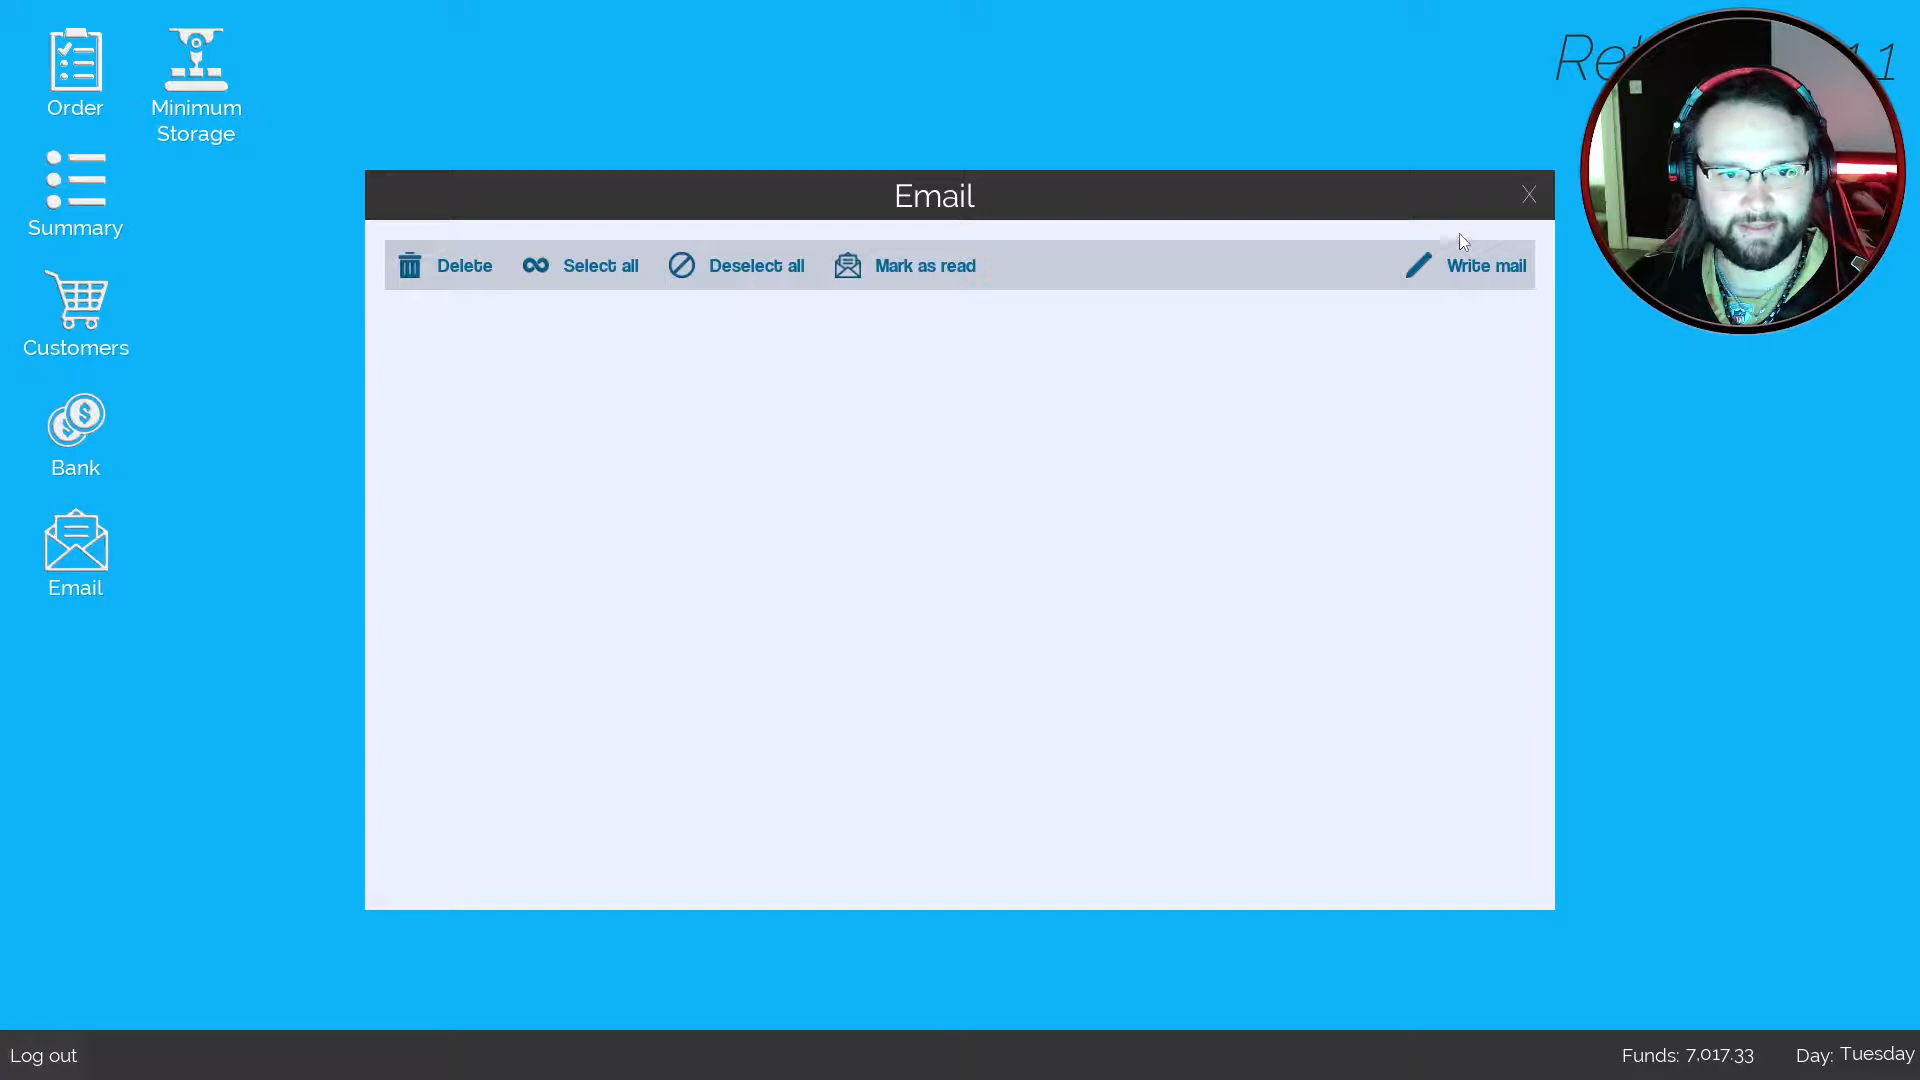 Order
Minimum
Storage
Summary
Customers
Bank
Email
Email
X
Delete
Select all
Deselect all
Mark as read
Write mail
Log out
Funds: 7,017.33
Day: Tuesday